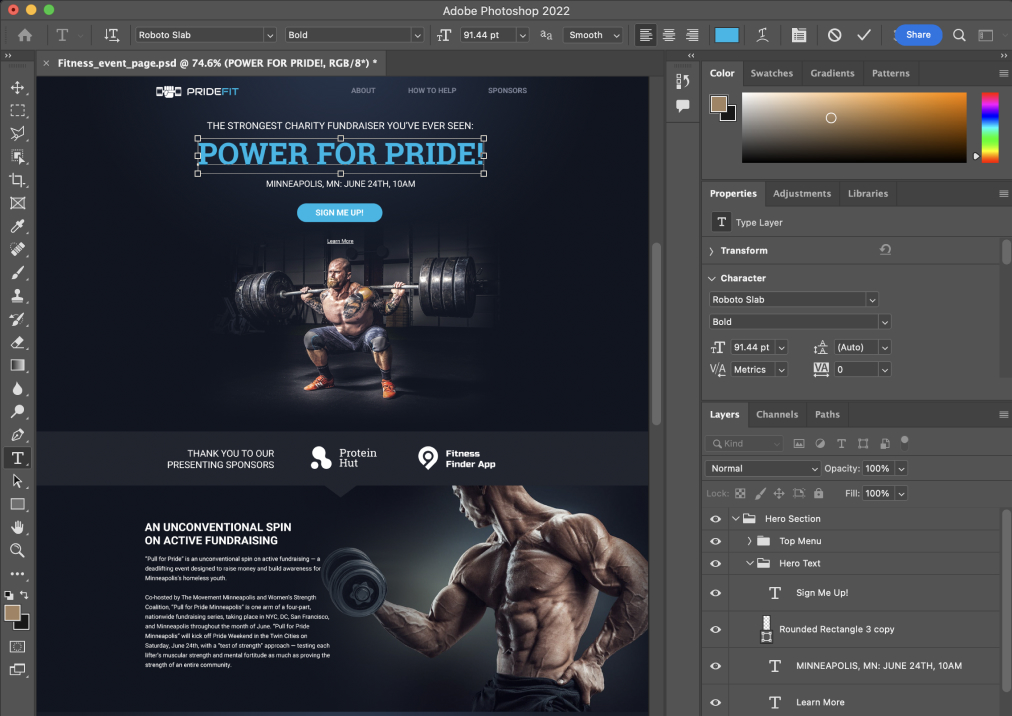 Adobe Photoshop 2022
T
Roboto Slab
Bold
91.44 pt
Smooth
Share
Fitness_event_page.psd @ 74.6% (POWER FOR PRIDE!, RGB/8*) *
PRIDEFIT
ABOUT
HOW TO HELP
SPONSORS
THE STRONGEST CHARITY FUNDRAISER YOU'VE EVER SEEN:
POWER FOR PRIDE!
MINNEAPOLIS, MN: JUNE 24TH, 10AM
SIGN ME UP!
Learn More
THANK YOU TO OUR
PRESENTING SPONSORS
Protein
Hut
Fitness
Finder App
AN UNCONVENTIONAL SPIN
ON ACTIVE FUNDRAISING
"Pull for Pride" is an unconventional spin on active fundraising — a
deadlifting event designed to raise money and build awareness for
Minneapolis's homeless youth.
Co-hosted by The Movement Minneapolis and Women's Strength
Coalition, "Pull for Pride Minneapolis" is one arm of a four-part,
nationwide fundraising series, taking place in NYC, DC, San Francisco,
and Minneapolis throughout the month of June. "Pull for Pride
Minneapolis" will kick off Pride Weekend in the Twin Cities on
Saturday, June 24th, with a "test of strength" approach — testing each
lifter's muscular strength and mental fortitude as much as proving the
strength of an entire community.
Color
Swatches
Gradients
Patterns
Properties
Adjustments
Libraries
T Type Layer
Transform
Character
Roboto Slab
Bold
91.44 pt
(Auto)
Metrics
0
Layers
Channels
Paths
Kind
Normal
Opacity: 100%
Lock:
Fill: 100%
Hero Section
Top Menu
Hero Text
T Sign Me Up!
Rounded Rectangle 3 copy
T MINNEAPOLIS, MN: JUNE 24TH, 10AM
T Learn More